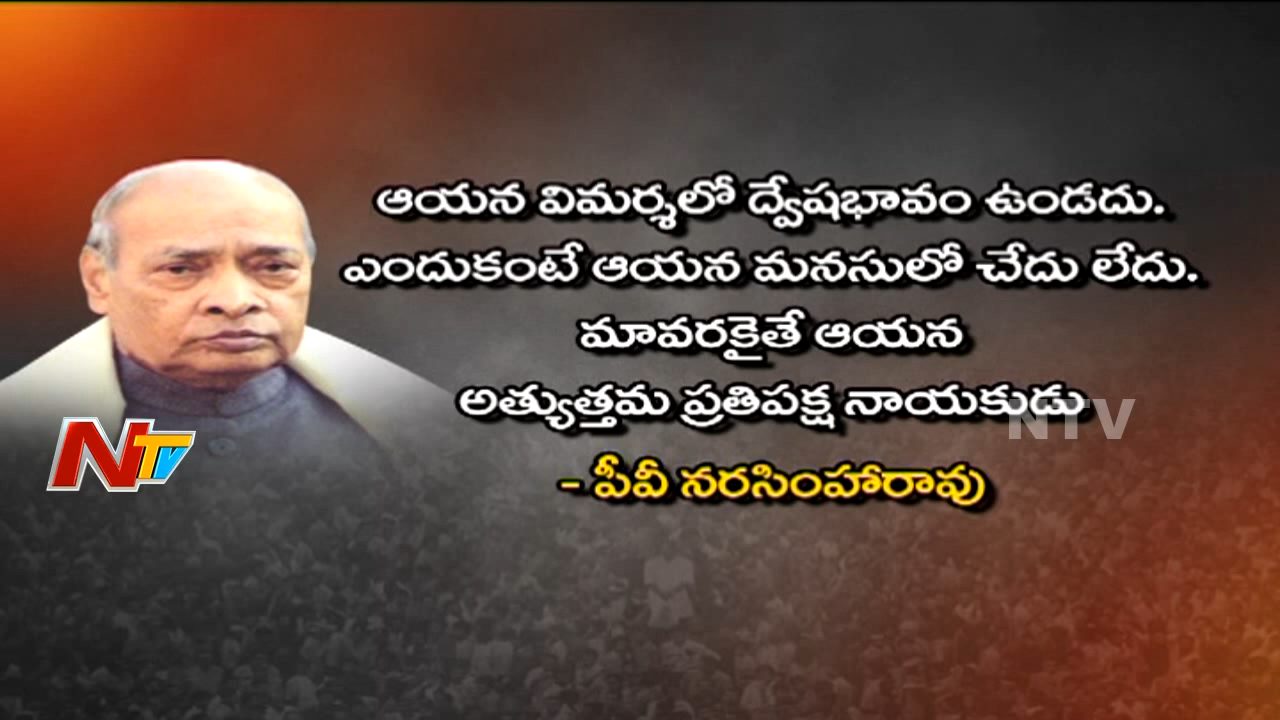 ఆయన విమర్శలో ద్వేషభావం ఉండదు.
ఎందుకంటే ఆయన మనసులో చేదు లేదు.
మావరకైతే ఆయన
అత్యుత్తమ ప్రతిపక్ష నాయకుడు
NTV
- పీవీ నరసింహారావు
NTV